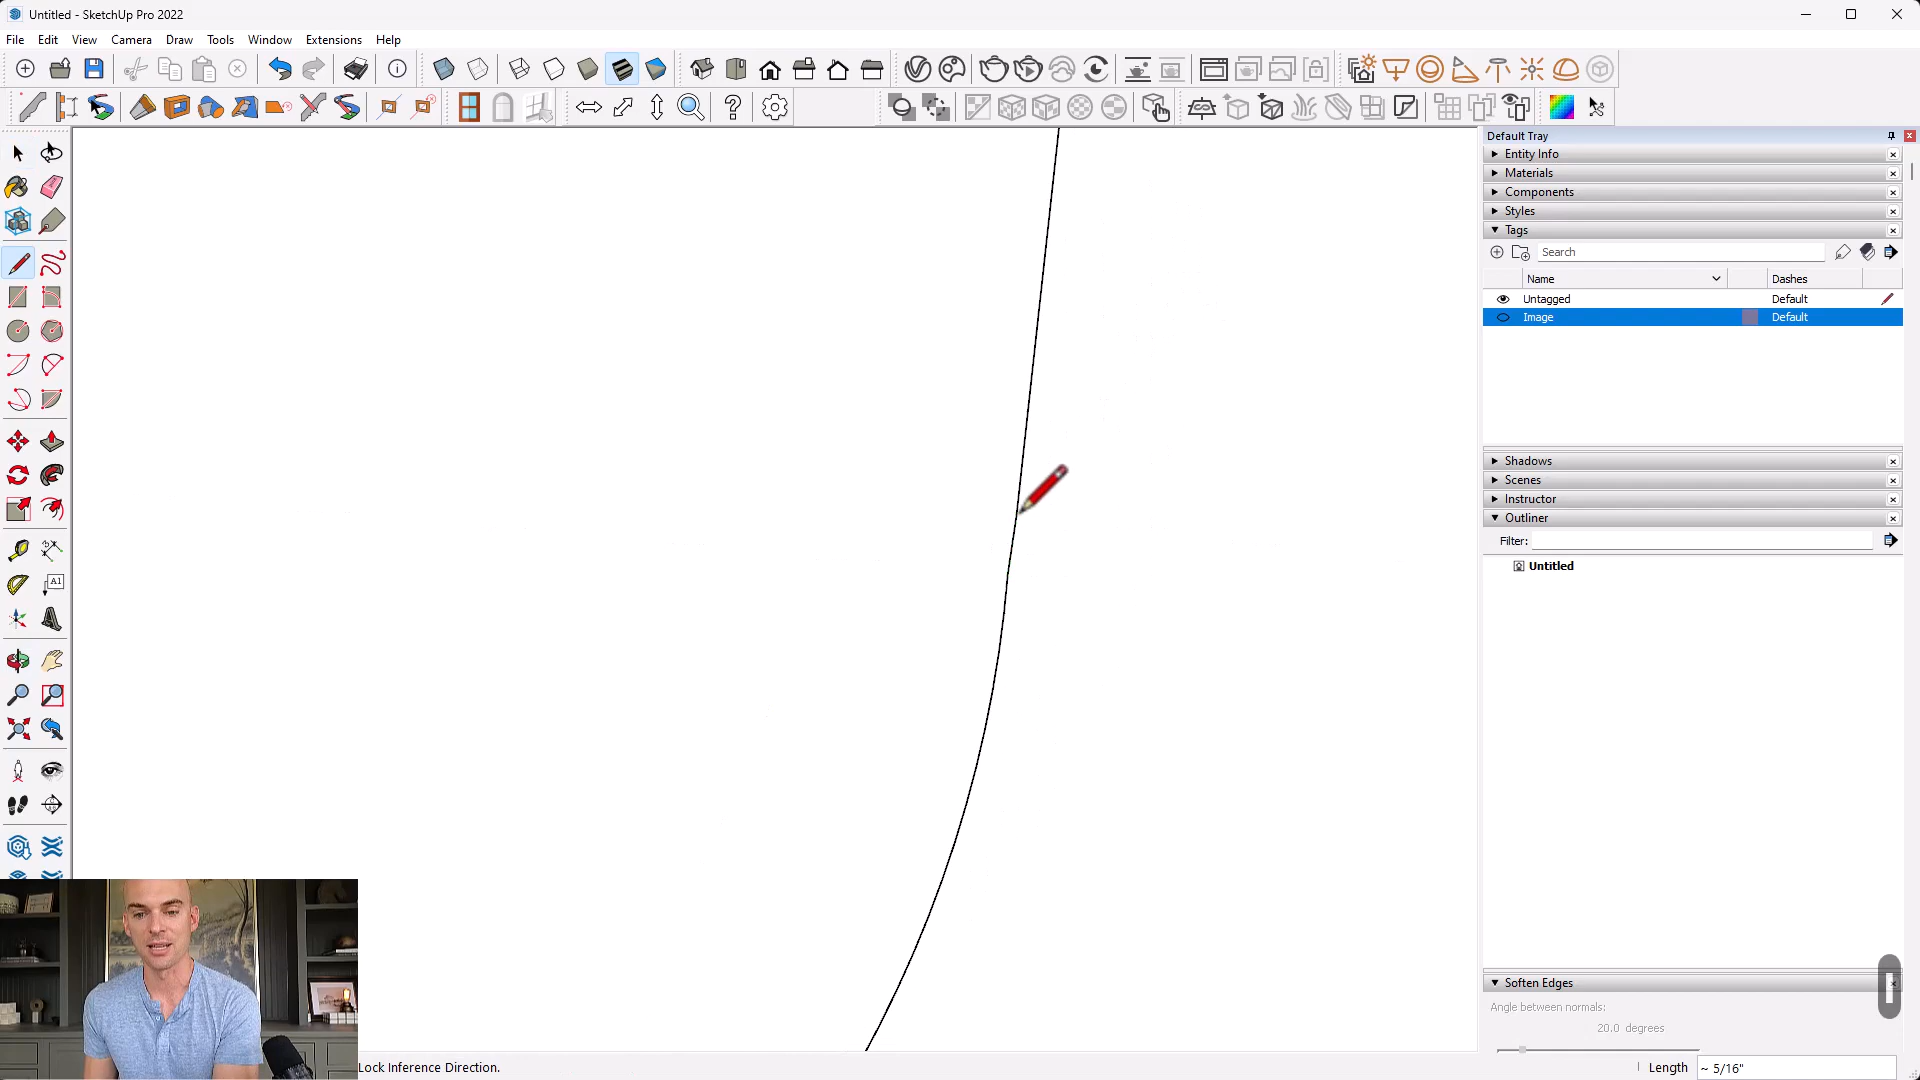 Untitled - SketchUp Pro 2022
File Edit View Camera Draw Tools Window Extensions Help
Default Tray
Entity Info
Materials
Components
Styles
Tags
Search
Name Dashes
Untagged Default
Image Default
Shadows
Scenes
Instructor
Outliner
Filter:
Untitled
A1
Soften Edges
Angle between normals:
20.0 degrees
Lock Inference Direction.
Length ~ 5/16"